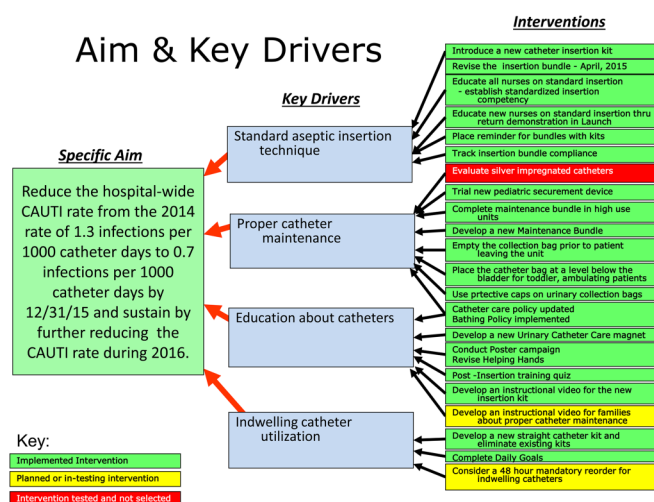 Aim & Key Drivers
Interventions
Key Drivers
Specific Aim
Reduce the hospital-wide
CAUTI rate from the 2014
rate of 1.3 infections per
1000 catheter days to 0.7
infections per 1000
catheter days by
12/31/15 and sustain by
further reducing the
CAUTI rate during 2016.
Standard aseptic insertion
technique
Proper catheter
maintenance
Education about catheters
Indwelling catheter
utilization
Introduce a new catheter insertion kit
Revise the insertion bundle - April, 2015
Educate all nurses on standard insertion
- establish standardized insertion
competency
Educate new nurses on standard insertion thru
return demonstration in Launch
Place reminder for bundles with kits
Track insertion bundle compliance
Evaluate silver impregnated catheters
Trial new pediatric securement device
Complete maintenance bundle in high use
units
Develop a new Maintenance Bundle
Empty the collection bag prior to patient
leaving the unit
Place the catheter bag at a level below the
bladder for toddler, ambulating patients
Use prtective caps on urinary collection bags
Catheter care policy updated
Bathing Policy implemented
Develop a new Urinary Catheter Care magnet
Conduct Poster campaign
Revise Helping Hands
Post -Insertion training quiz
Develop an instructional video for the new
insertion kit
Develop an instructional video for families
about proper catheter maintenance
Develop a new straight catheter kit and
eliminate existing kits
Complete Daily Goals
Consider a 48 hour mandatory reorder for
indwelling catheters
Key:
Implemented Intervention
Planned or in-testing intervention
Intervention tested and not selected